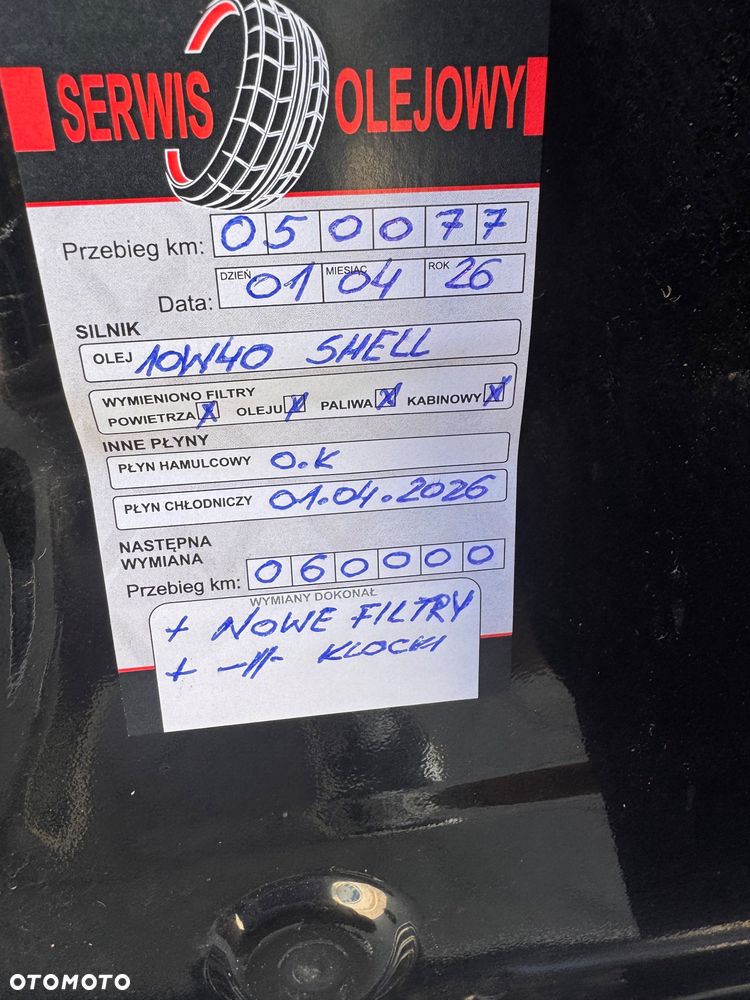 SERWIS OLEJOWY
Przebieg km: 050077
DZIEŃ MIESIĄC ROK
Data: 01 04 26
SILNIK
OLEJ 10W40 SHELL
WYMIENIONO FILTRY
POWIETRZA X OLEJU X PALIWA X KABINOWY X
INNE PŁYNY
PŁYN HAMULCOWY O.K
PŁYN CHŁODNICZY 01.04.2026
NASTĘPNA
WYMIANA
Przebieg km: 060000
WYMIANY DOKONAŁ
+ NOWE FILTRY
+ -//- KLOCKI
OTOMOTO